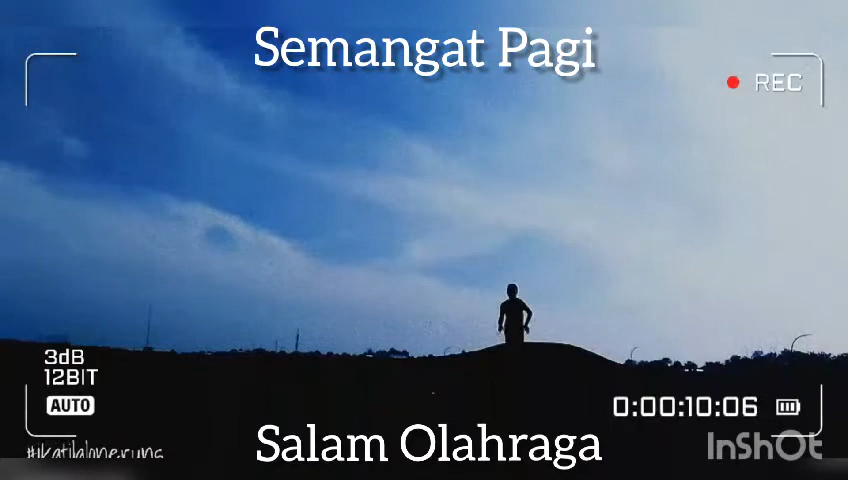 Semangat Pagi
REC
3dB
12BIT
AUTO
0:00:10:06
Salam Olahraga
InShOt